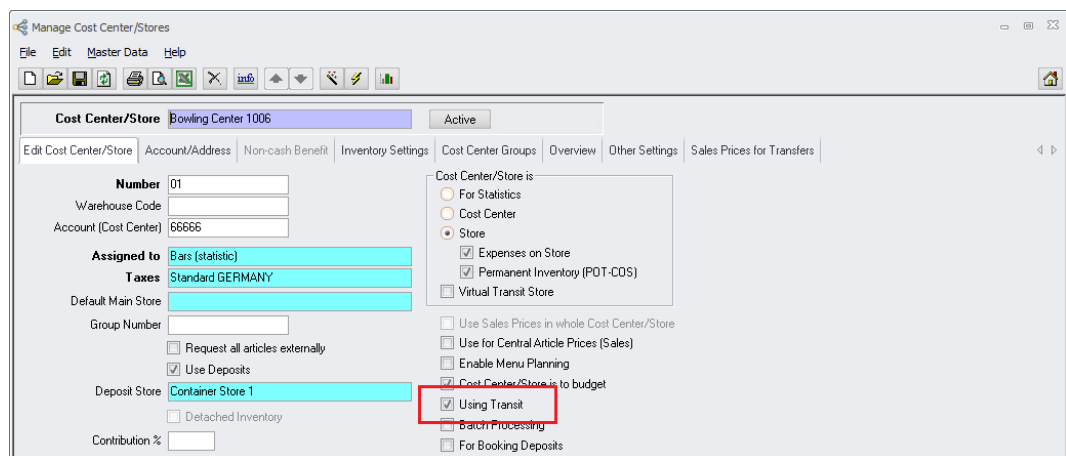 Manage Cost Center/Stores
File Edit Master Data Help
info
Cost Center/Store Bowling Center 1006 Active
Edit Cost Center/Store Account/Address Non-cash Benefit Inventory Settings Cost Center Groups Overview Other Settings Sales Prices for Transfers
Number 01
Warehouse Code
Account (Cost Center) 66666
Assigned to Bars (statistic)
Taxes Standard GERMANY
Default Main Store
Group Number
Request all articles externally
Use Deposits
Deposit Store Container Store 1
Detached Inventory
Contribution %
Cost Center/Store is
For Statistics
Cost Center
Store
Expenses on Store
Permanent Inventory (POT-COS)
Virtual Transit Store
Use Sales Prices in whole Cost Center/Store
Use for Central Article Prices (Sales)
Enable Menu Planning
Cost Center/Store is to budget
Using Transit
Batch Processing
For Booking Deposits